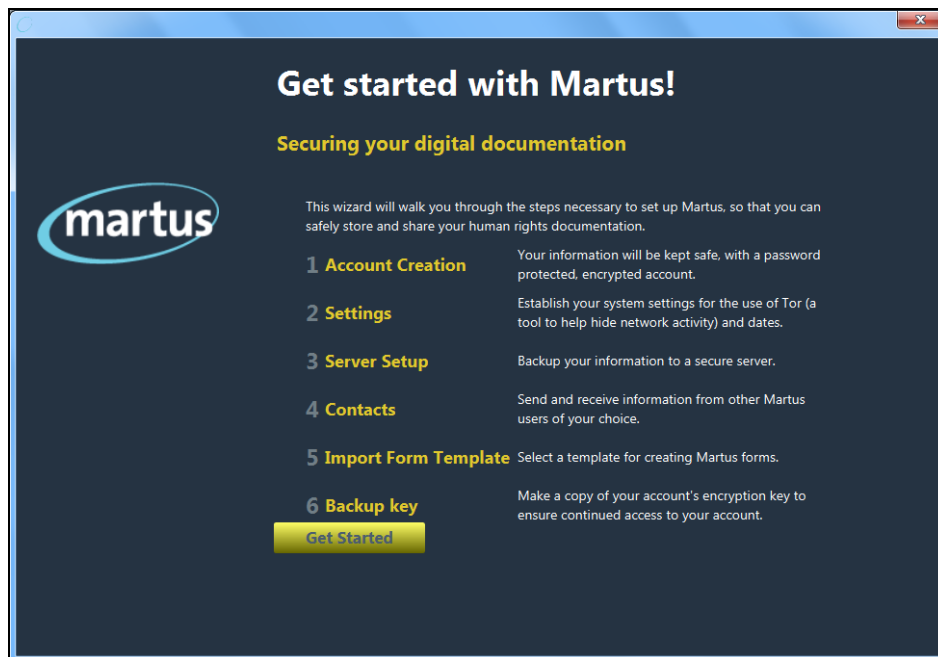 Get started with Martus!
Securing your digital documentation
martus
This wizard will walk you through the steps necessary to set up Martus, so that you can
safely store and share your human rights documentation.
1 Account Creation
Your information will be kept safe, with a password
protected, encrypted account.
2 Settings
Establish your system settings for the use of Tor (a
tool to help hide network activity) and dates.
3 Server Setup
Backup your information to a secure server.
4 Contacts
Send and receive information from other Martus
users of your choice.
5 Import Form Template
Select a template for creating Martus forms.
6 Backup key
Make a copy of your account's encryption key to
ensure continued access to your account.
Get Started